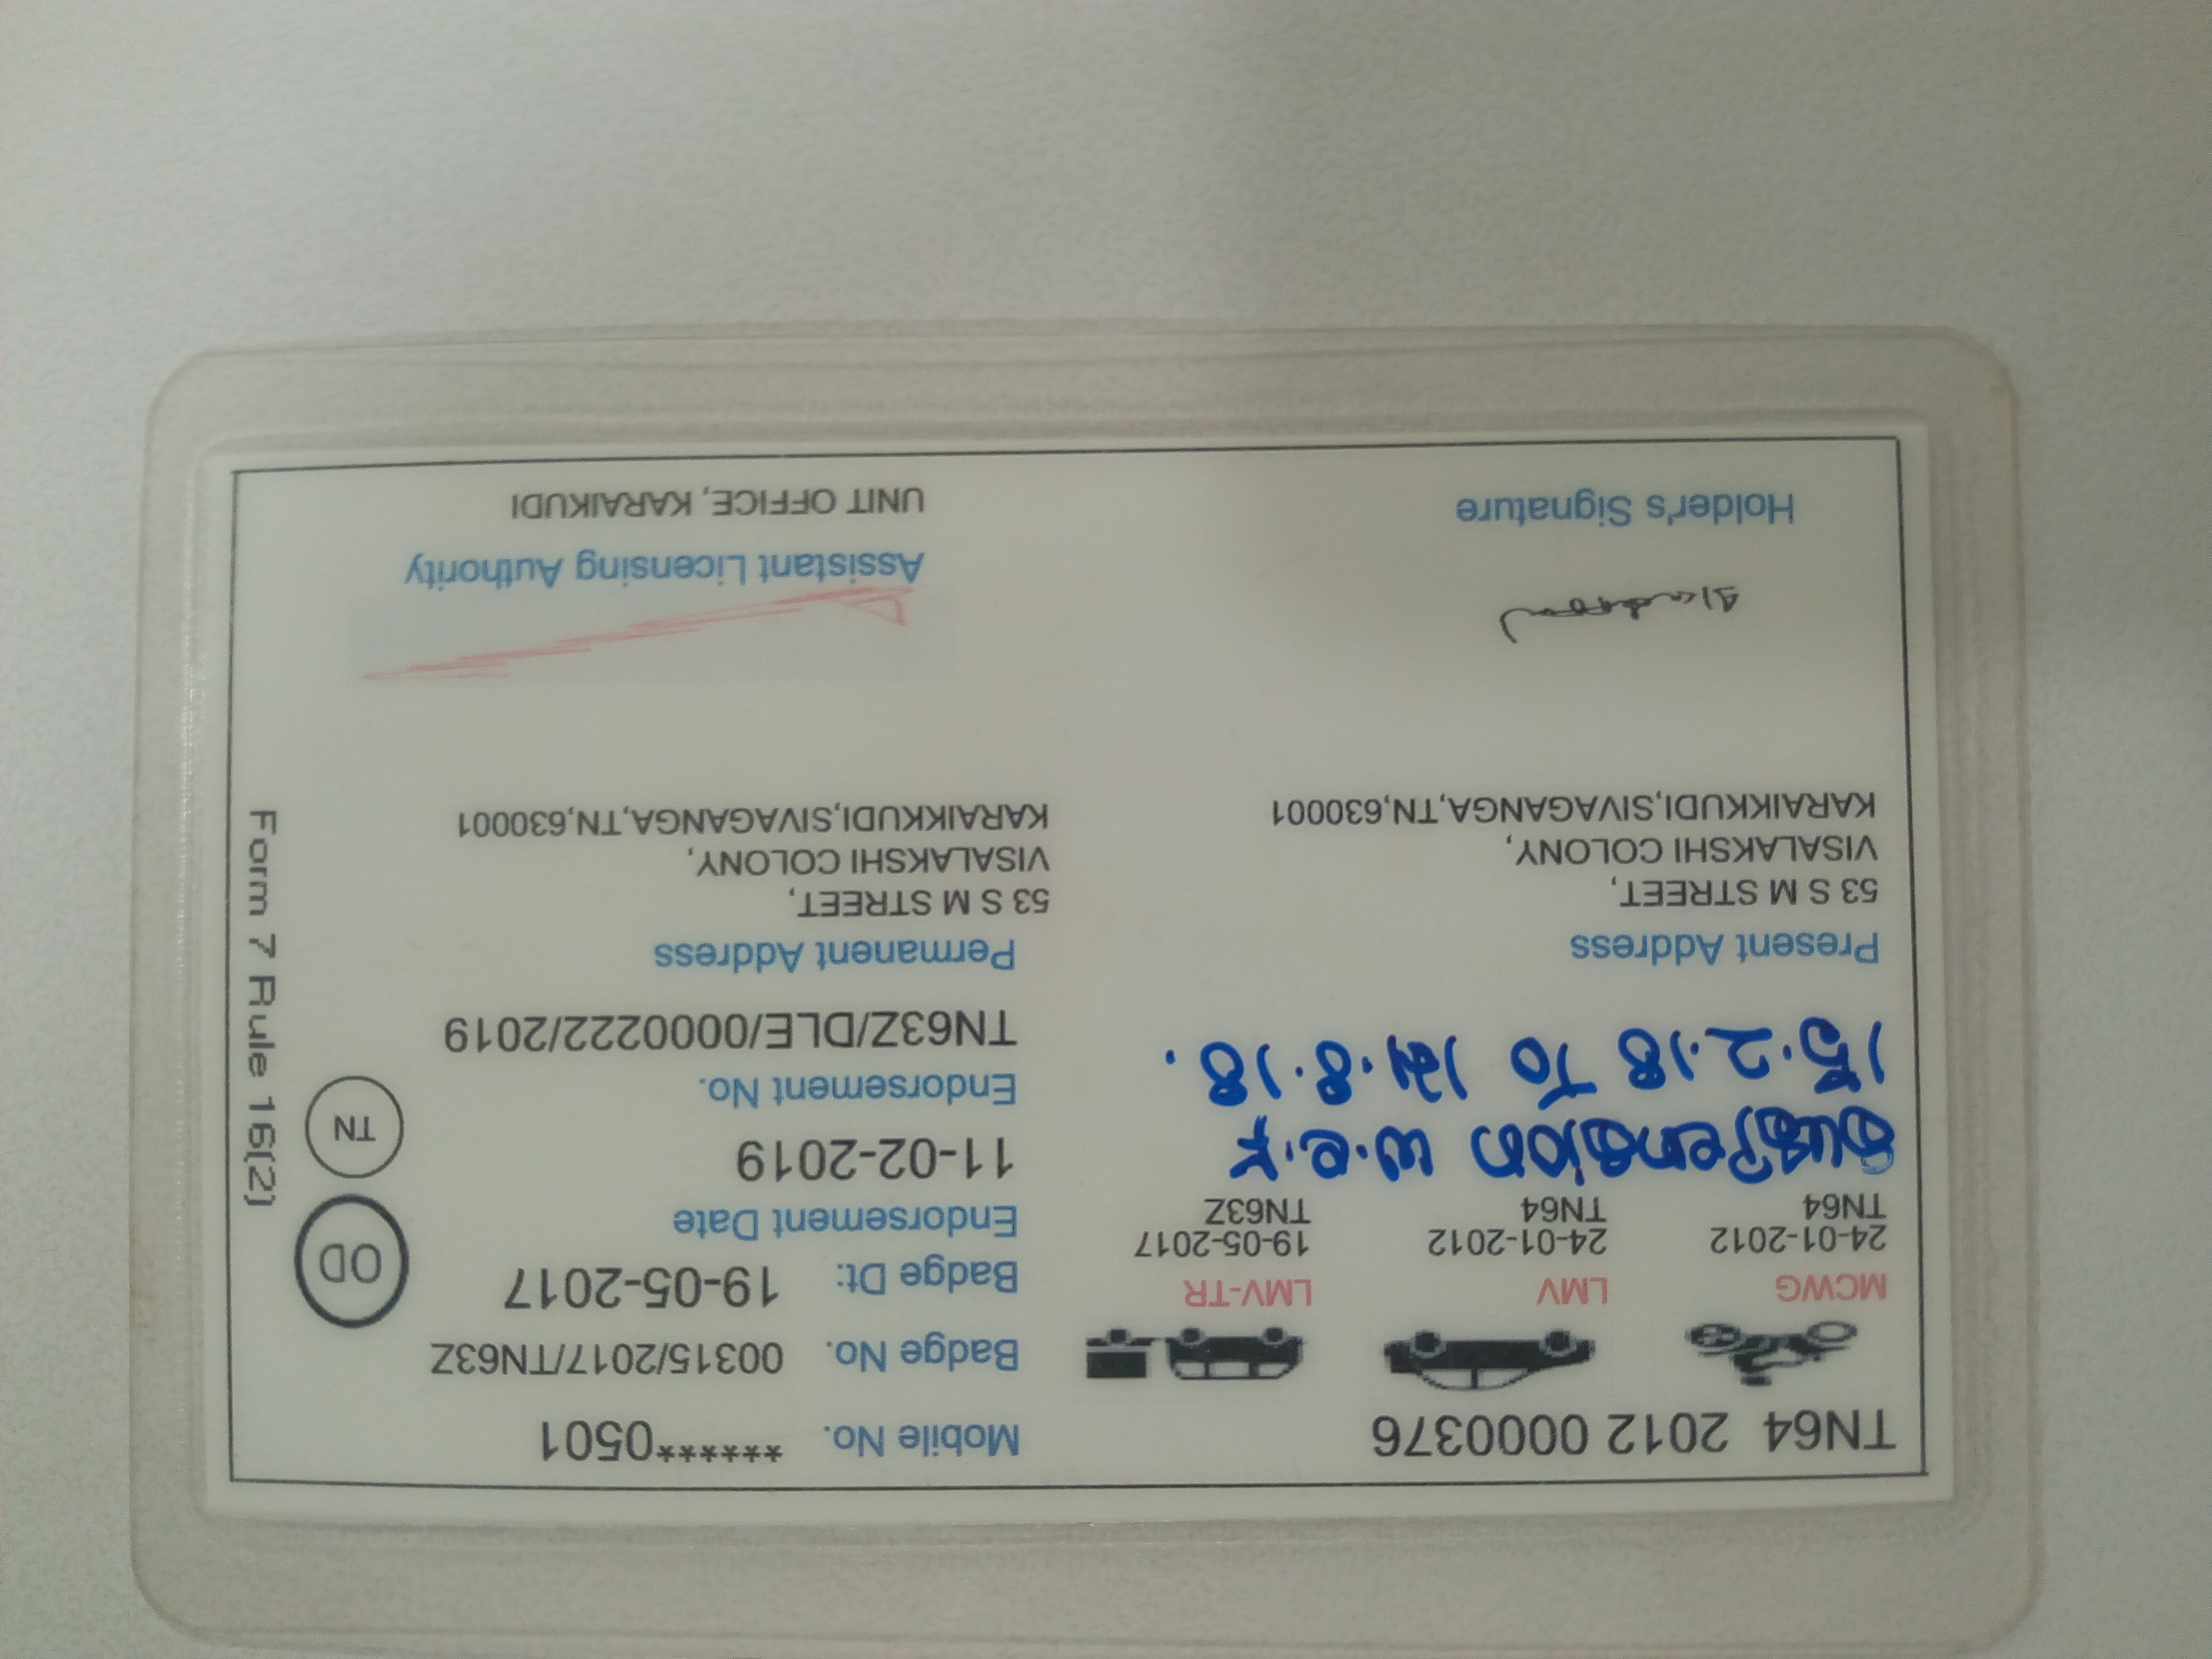 TN64 2012 0000376
MCWG
24-01-2012
TN64
LMV
24-01-2012
TN64
LMV-TR
19-05-2017
TN63Z
Suspension w.e.f
15.2.18 To 14.8.18.
Present Address
53 S M STREET,
VISALAKSHI COLONY,
KARAIKKUDI,SIVAGANGA,TN,630001
Holder's Signature
Mobile No. ******0501
Badge No. 00315/2017/TN63Z
Badge Dt: 19-05-2017
Endorsement Date
11-02-2019
Endorsement No.
TN63Z/DLE/0000222/2019
Permanent Address
53 S M STREET,
VISALAKSHI COLONY,
KARAIKKUDI,SIVAGANGA,TN,630001
Assistant Licensing Authority
UNIT OFFICE, KARAIKUDI
OD
TN
Form 7 Rule 16(2)